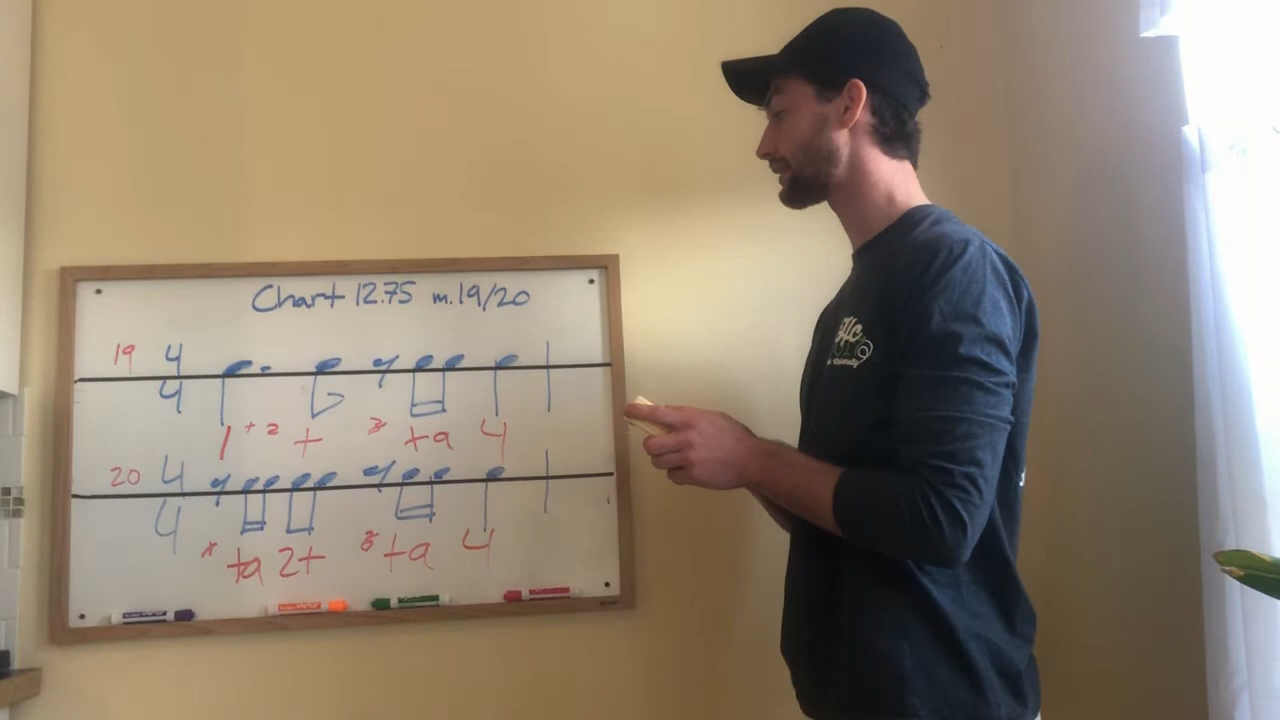 Chart 12.75 m.19/20
19 4/4
1 + 2 + 3 + a 4
20 4/4
1 + a 2 + 3 + a 4